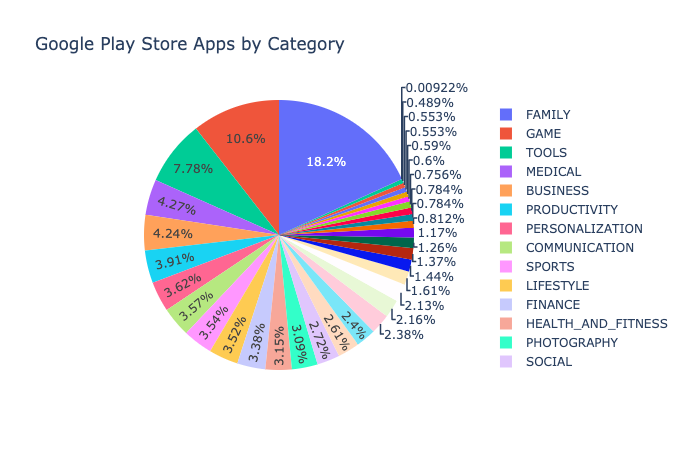 Google Play Store Apps by Category
0.00922%
0.489%
0.553%
0.553%
0.59%
0.6%
0.756%
0.784%
0.784%
0.812%
1.17%
1.26%
1.37%
1.44%
1.61%
2.13%
2.16%
2.38%
2.4%
2.61%
2.72%
3.09%
3.15%
3.38%
3.52%
3.54%
3.57%
3.62%
3.91%
4.24%
4.27%
7.78%
10.6%
18.2%
FAMILY
GAME
TOOLS
MEDICAL
BUSINESS
PRODUCTIVITY
PERSONALIZATION
COMMUNICATION
SPORTS
LIFESTYLE
FINANCE
HEALTH_AND_FITNESS
PHOTOGRAPHY
SOCIAL